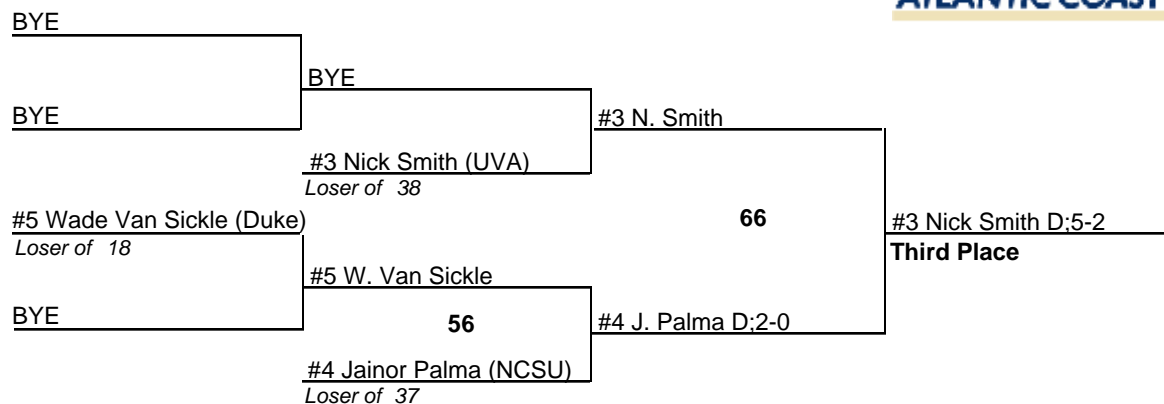 ATLANTIC COAST
BYE
BYE
BYE
#3 N. Smith
#3 Nick Smith (UVA)
Loser of 38
#5 Wade Van Sickle (Duke)
Loser of 18
66
#3 Nick Smith D;5-2
Third Place
#5 W. Van Sickle
BYE
56
#4 J. Palma D;2-0
#4 Jainor Palma (NCSU)
Loser of 37